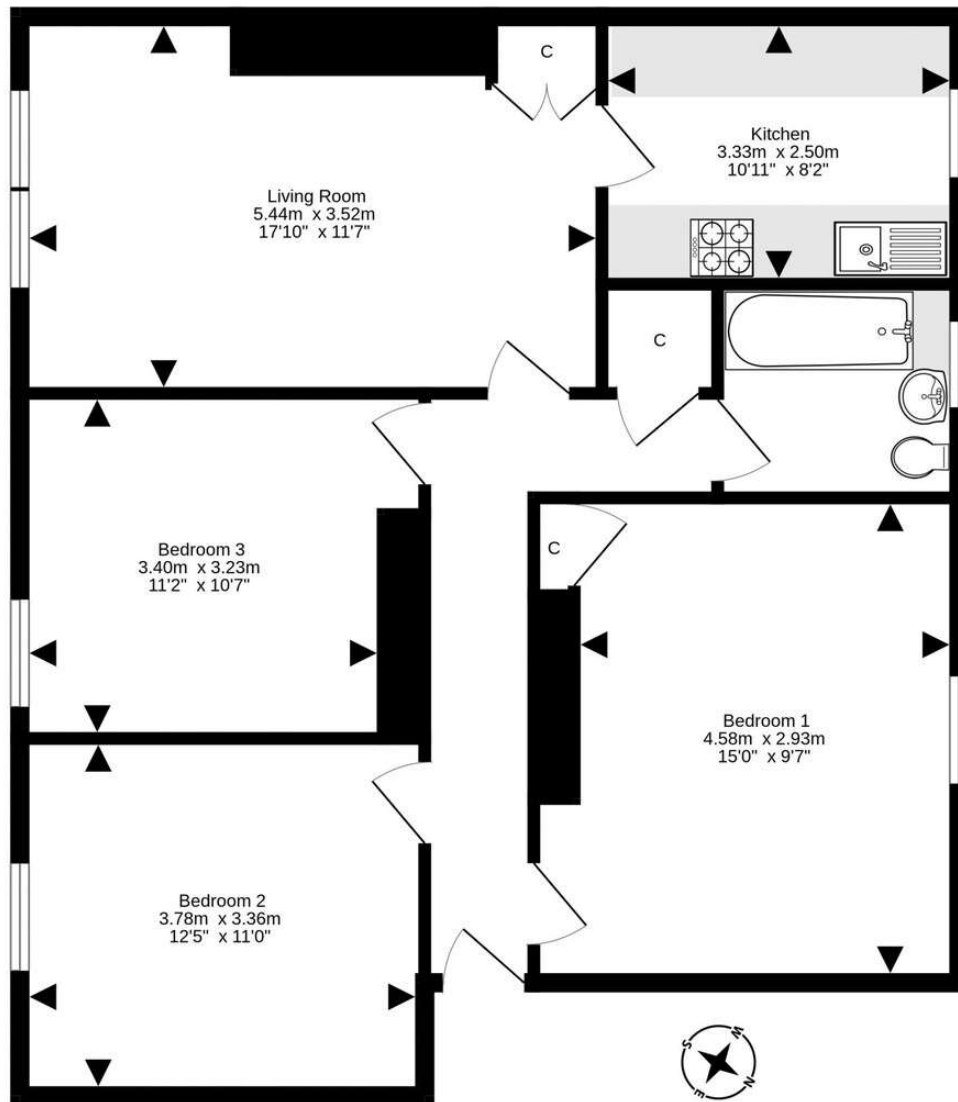 C
Kitchen
3.33m x 2.50m
10'11" x 8'2"
Living Room
5.44m x 3.52m
17'10" x 11'7"
C
C
Bedroom 3
3.40m x 3.23m
11'2" x 10'7"
Bedroom 1
4.58m x 2.93m
15'0" x 9'7"
Bedroom 2
3.78m x 3.36m
12'5" x 11'0"
W
S
N
E